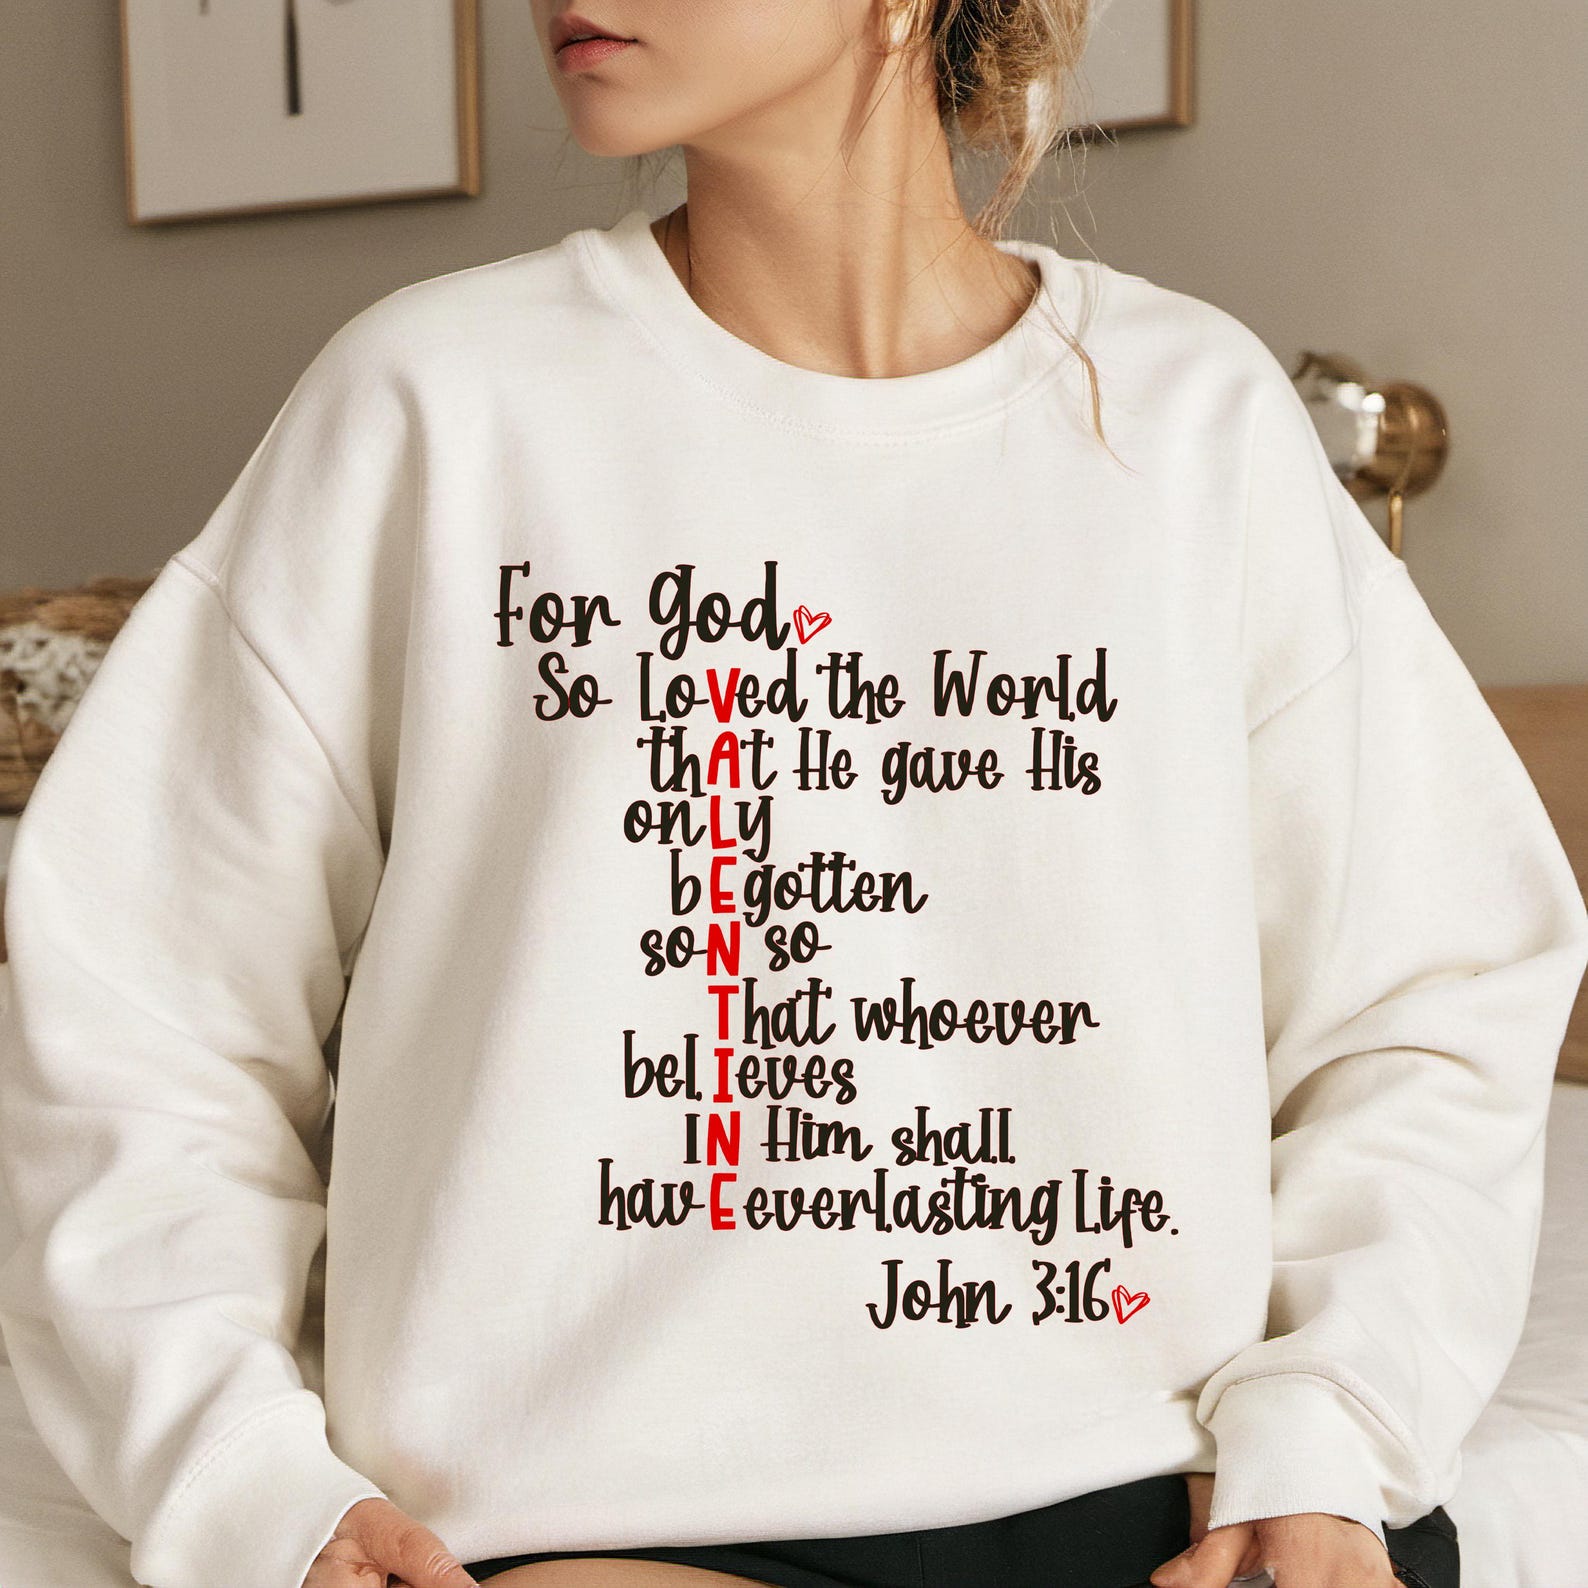 For God
So LoVed the World
thAt He gave His
onLy
bEgotten
soN so
That whoever
belIeves
IN Him shall
havE everlasting Life.
John 3:16